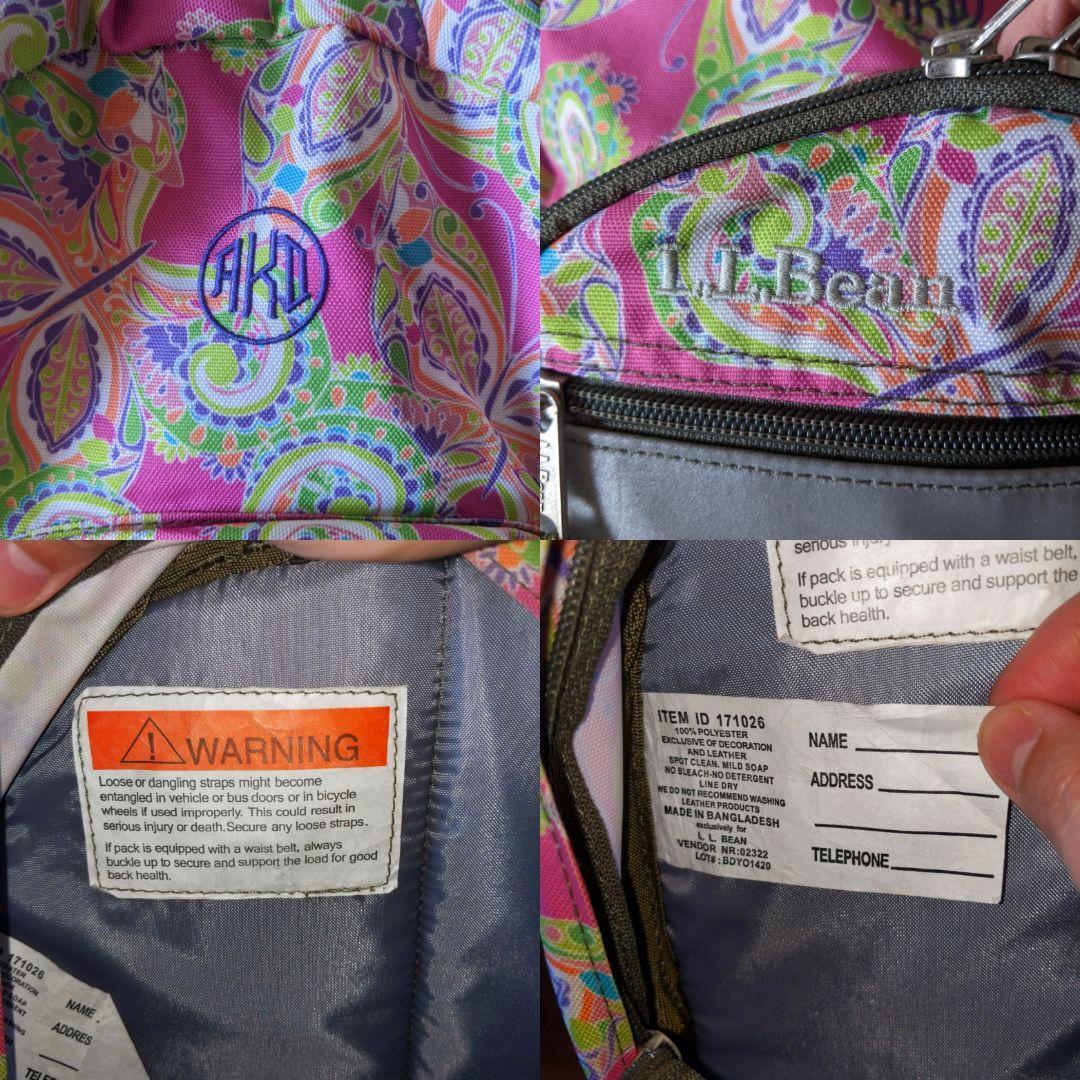 AKD
AKD
L.L.Bean
WARNING
Loose or dangling straps might become
entangled in vehicle or bus doors or in bicycle
wheels if used improperly. This could result in
serious injury or death.Secure any loose straps.
If pack is equipped with a waist belt, always
buckle up to secure and support the load for good
back health.
171026
NAME
ADDRES
serious injury
If pack is equipped with a waist belt,
buckle up to secure and support the
back health.
ITEM ID 171026
100% POLYESTER
EXCLUSIVE OF DECORATION
AND LEATHER
SPOT CLEAN. MILD SOAP
NO BLEACH-NO DETERGENT
LINE DRY
WE DO NOT RECOMMEND WASHING
LEATHER PRODUCTS
MADE IN BANGLADESH
exclusively for
L. L. BEAN
VENDOR NR:02322
LOT#: BDYO1420
NAME
ADDRESS
TELEPHONE